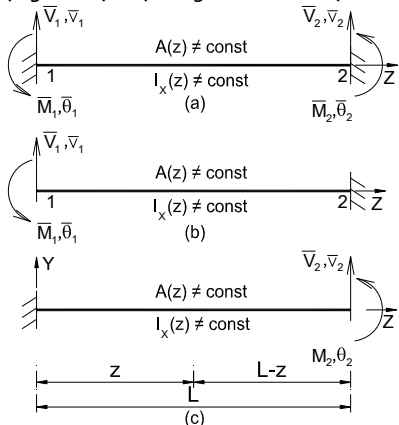 V̅₁,v̅₁ V̅₂,v̅₂
A(z) ≠ const
1 2 Z
Iₓ(z) ≠ const
M̅₁,θ̅₁ (a) M̅₂,θ̅₂
V̅₁,v̅₁
A(z) ≠ const
1 2 Z
Iₓ(z) ≠ const
M̅₁,θ̅₁ (b)
Y V̅₂,v̅₂
A(z) ≠ const
Z
Iₓ(z) ≠ const
M₂,θ₂
z L-z
L
(c)